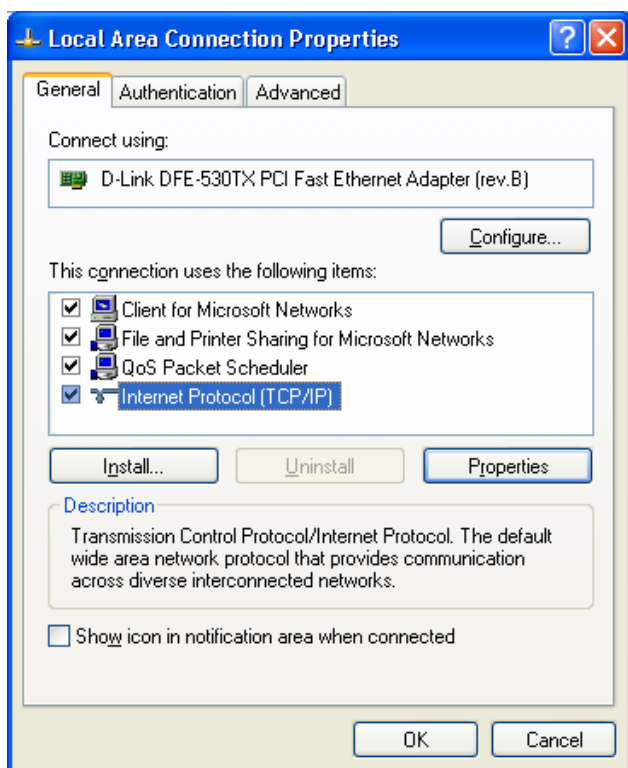 Local Area Connection Properties
General Authentication Advanced
Connect using:
D-Link DFE-530TX PCI Fast Ethernet Adapter (rev.B)
Configure...
This connection uses the following items:
Client for Microsoft Networks
File and Printer Sharing for Microsoft Networks
QoS Packet Scheduler
Internet Protocol (TCP/IP)
Install... Uninstall Properties
Description
Transmission Control Protocol/Internet Protocol. The default
wide area network protocol that provides communication
across diverse interconnected networks.
Show icon in notification area when connected
OK Cancel